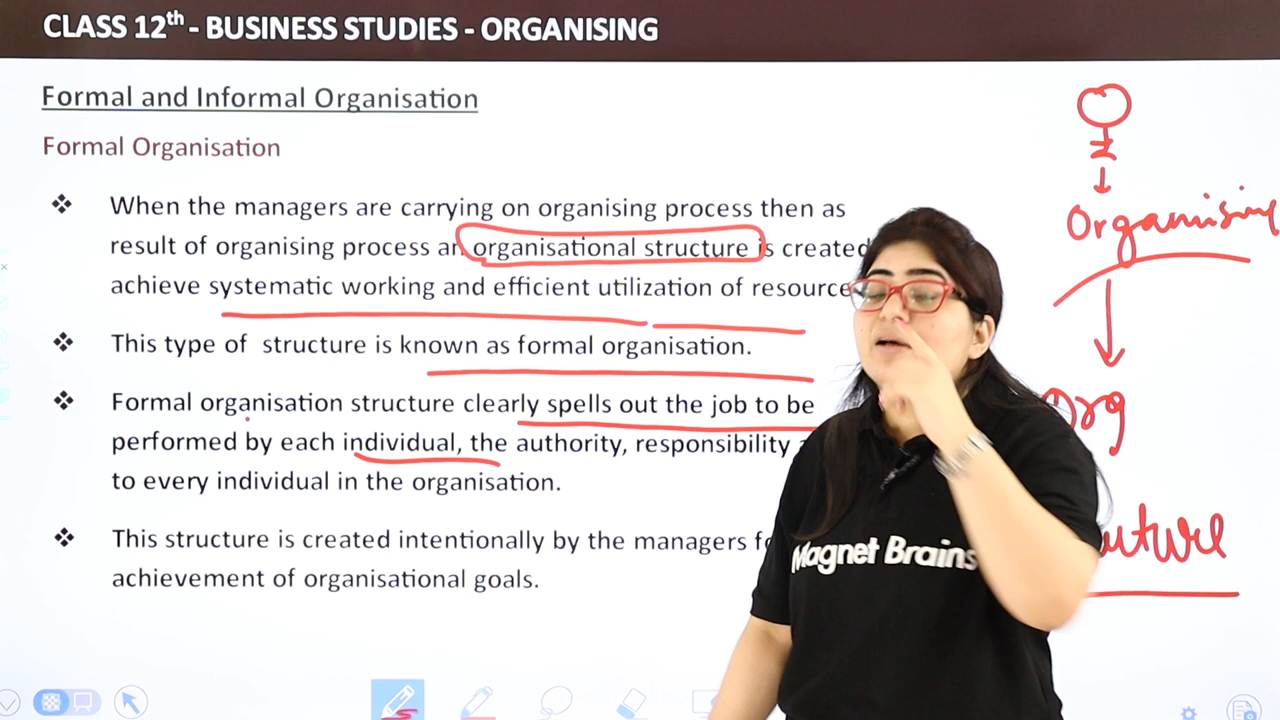 CLASS 12th - BUSINESS STUDIES - ORGANISING
Formal and Informal Organisation
Formal Organisation
❖ When the managers are carrying on organising process then as
result of organising process an organisational structure is created
achieve systematic working and efficient utilization of resource
❖ This type of structure is known as formal organisation.
❖ Formal organisation structure clearly spells out the job to be
performed by each individual, the authority, responsibility
to every individual in the organisation.
❖ This structure is created intentionally by the managers
achievement of organisational goals.
Organising
Org
Magnet Brains